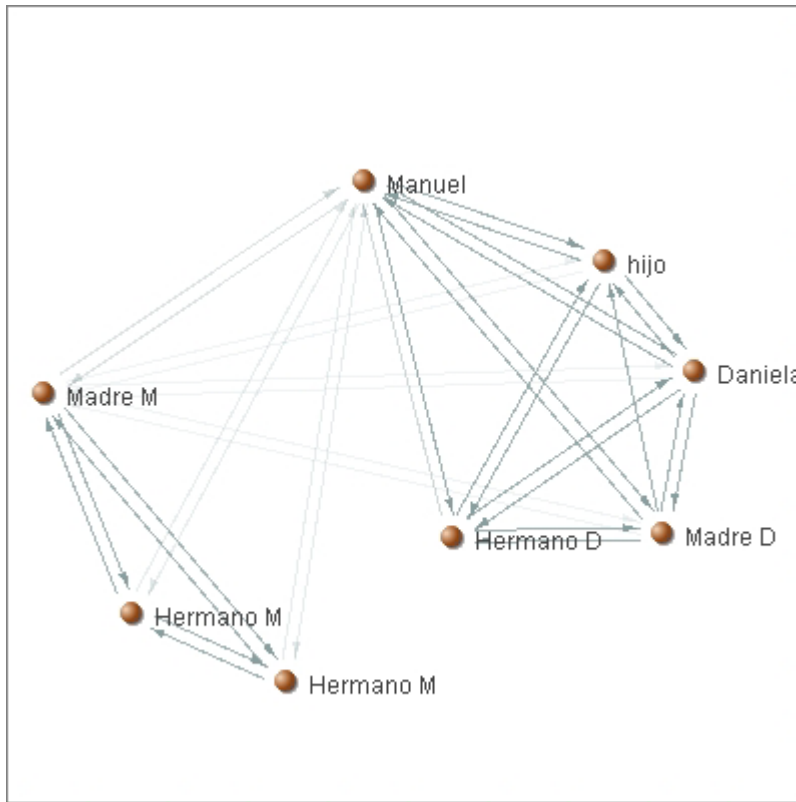 Manuel
hijo
Daniela
Madre M
Hermano D
Madre D
Hermano M
Hermano M